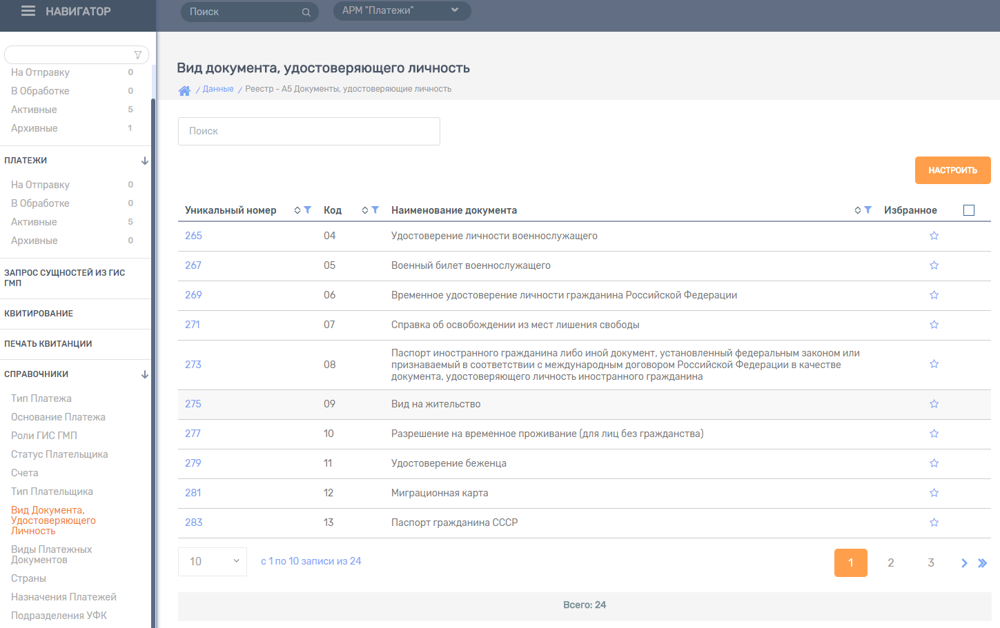 НАВИГАТОР
Поиск
АРМ "Платежи"
На Отправку 0
В Обработке 0
Активные 5
Архивные 1
ПЛАТЕЖИ
На Отправку 0
В Обработке 0
Активные 5
Архивные 0
ЗАПРОС СУЩНОСТЕЙ ИЗ ГИС
ГМП
КВИТИРОВАНИЕ
ПЕЧАТЬ КВИТАНЦИИ
СПРАВОЧНИКИ
Тип Платежа
Основание Платежа
Роли ГИС ГМП
Статус Плательщика
Счета
Тип Плательщика
Вид Документа,
Удостоверяющего
Личность
Виды Платежных
Документов
Страны
Назначения Платежей
Подразделения УФК
Вид документа, удостоверяющего личность
/ Данные / Реестр - А5 Документы, удостоверяющие личность
Поиск
НАСТРОИТЬ
Уникальный номер Код Наименование документа Избранное
265 04 Удостоверение личности военнослужащего
267 05 Военный билет военнослужащего
269 06 Временное удостоверение личности гражданина Российской Федерации
271 07 Справка об освобождении из мест лишения свободы
273 08 Паспорт иностранного гражданина либо иной документ, установленный федеральным законом или
признаваемый в соответствии с международным договором Российской Федерации в качестве
документа, удостоверяющего личность иностранного гражданина
275 09 Вид на жительство
277 10 Разрешение на временное проживание (для лиц без гражданства)
279 11 Удостоверение беженца
281 12 Миграционная карта
283 13 Паспорт гражданина СССР
10 с 1 по 10 записи из 24 1 2 3
Всего: 24